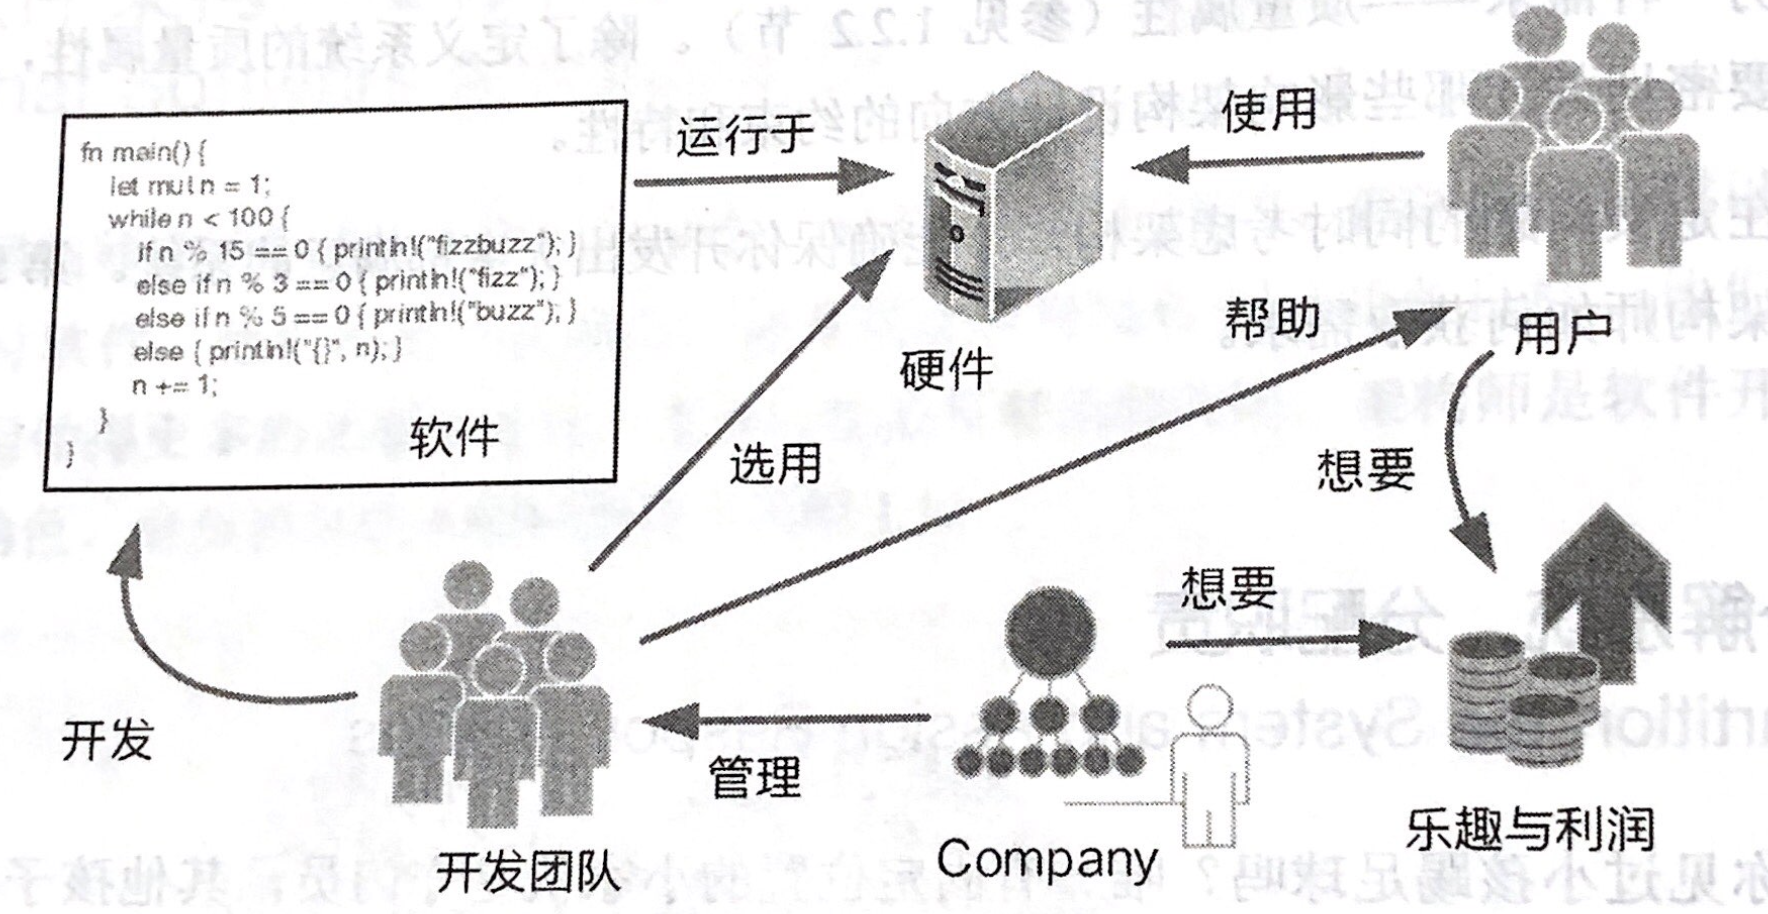 fn main() {
let mut n = 1;
while n < 100 {
if n % 15 == 0 { println!("fizzbuzz"); }
else if n % 3 == 0 { println!("fizz"); }
else if n % 5 == 0 { println!("buzz"); }
else { println!("{}", n); }
n += 1;
}
}
软件
运行于
硬件
使用
用户
选用
帮助
想要
想要
开发
开发团队
管理
Company
乐趣与利润